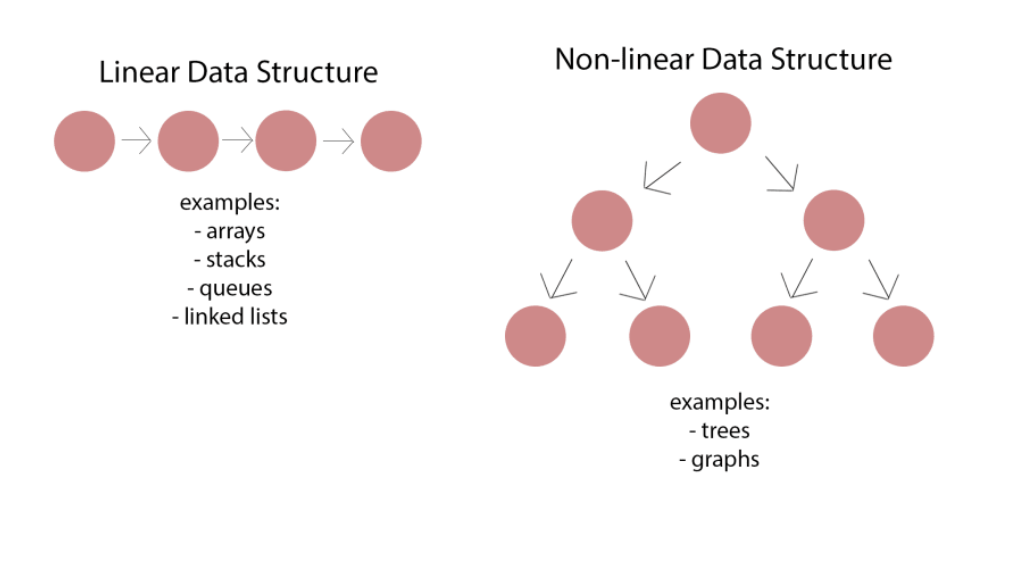 Linear Data Structure
examples:
- arrays
- stacks
- queues
- linked lists
Non-linear Data Structure
examples:
- trees
- graphs